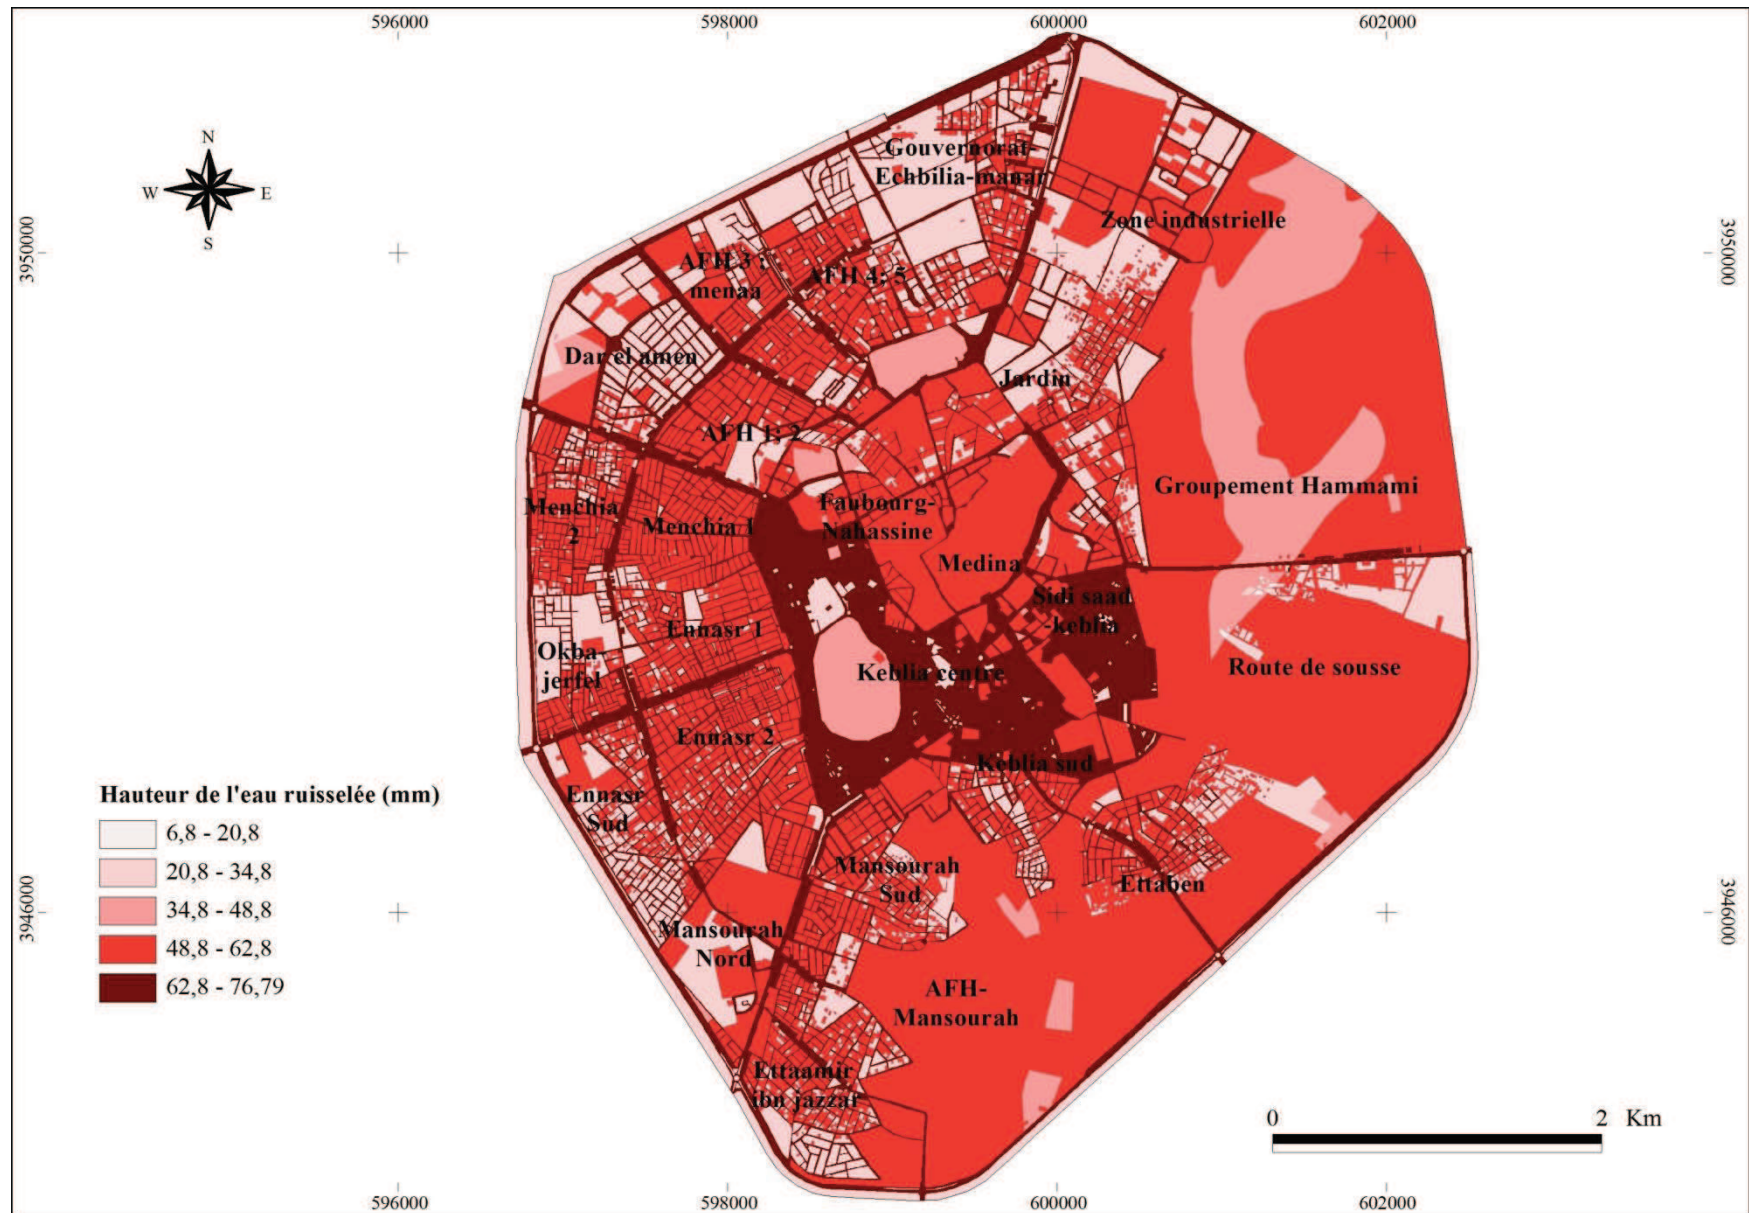 596000
598000
600000
602000
N
W
E
S
3950000
3950000
Gouvernorat-
Echbilia-manar
Zone industrielle
AFH 3 ;
menaa
AFH 4; 5
Dar el amen
Jardin
AFH 1; 2
Groupement Hammami
Menchia
2
Menchia 1
Faubourg-
Nahassine
Medina
Sidi saad
-keblia
Ennasr 1
Okba-
jerfel
Keblia centre
Route de sousse
Ennasr 2
Keblia sud
Ennasr
Sud
Hauteur de l'eau ruisselée (mm)
6,8 - 20,8
20,8 - 34,8
34,8 - 48,8
48,8 - 62,8
62,8 - 76,79
Mansourah
Sud
Ettaben
3946000
3946000
Mansourah
Nord
AFH-
Mansourah
Ettaamir
ibn jazzar
0
2
Km
596000
598000
600000
602000